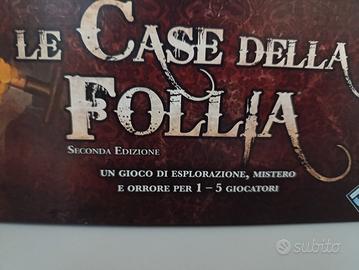 LE CASE DELLA
FOLLIA
SECONDA EDIZIONE
UN GIOCO DI ESPLORAZIONE, MISTERO
E ORRORE PER 1 – 5 GIOCATORI
subito